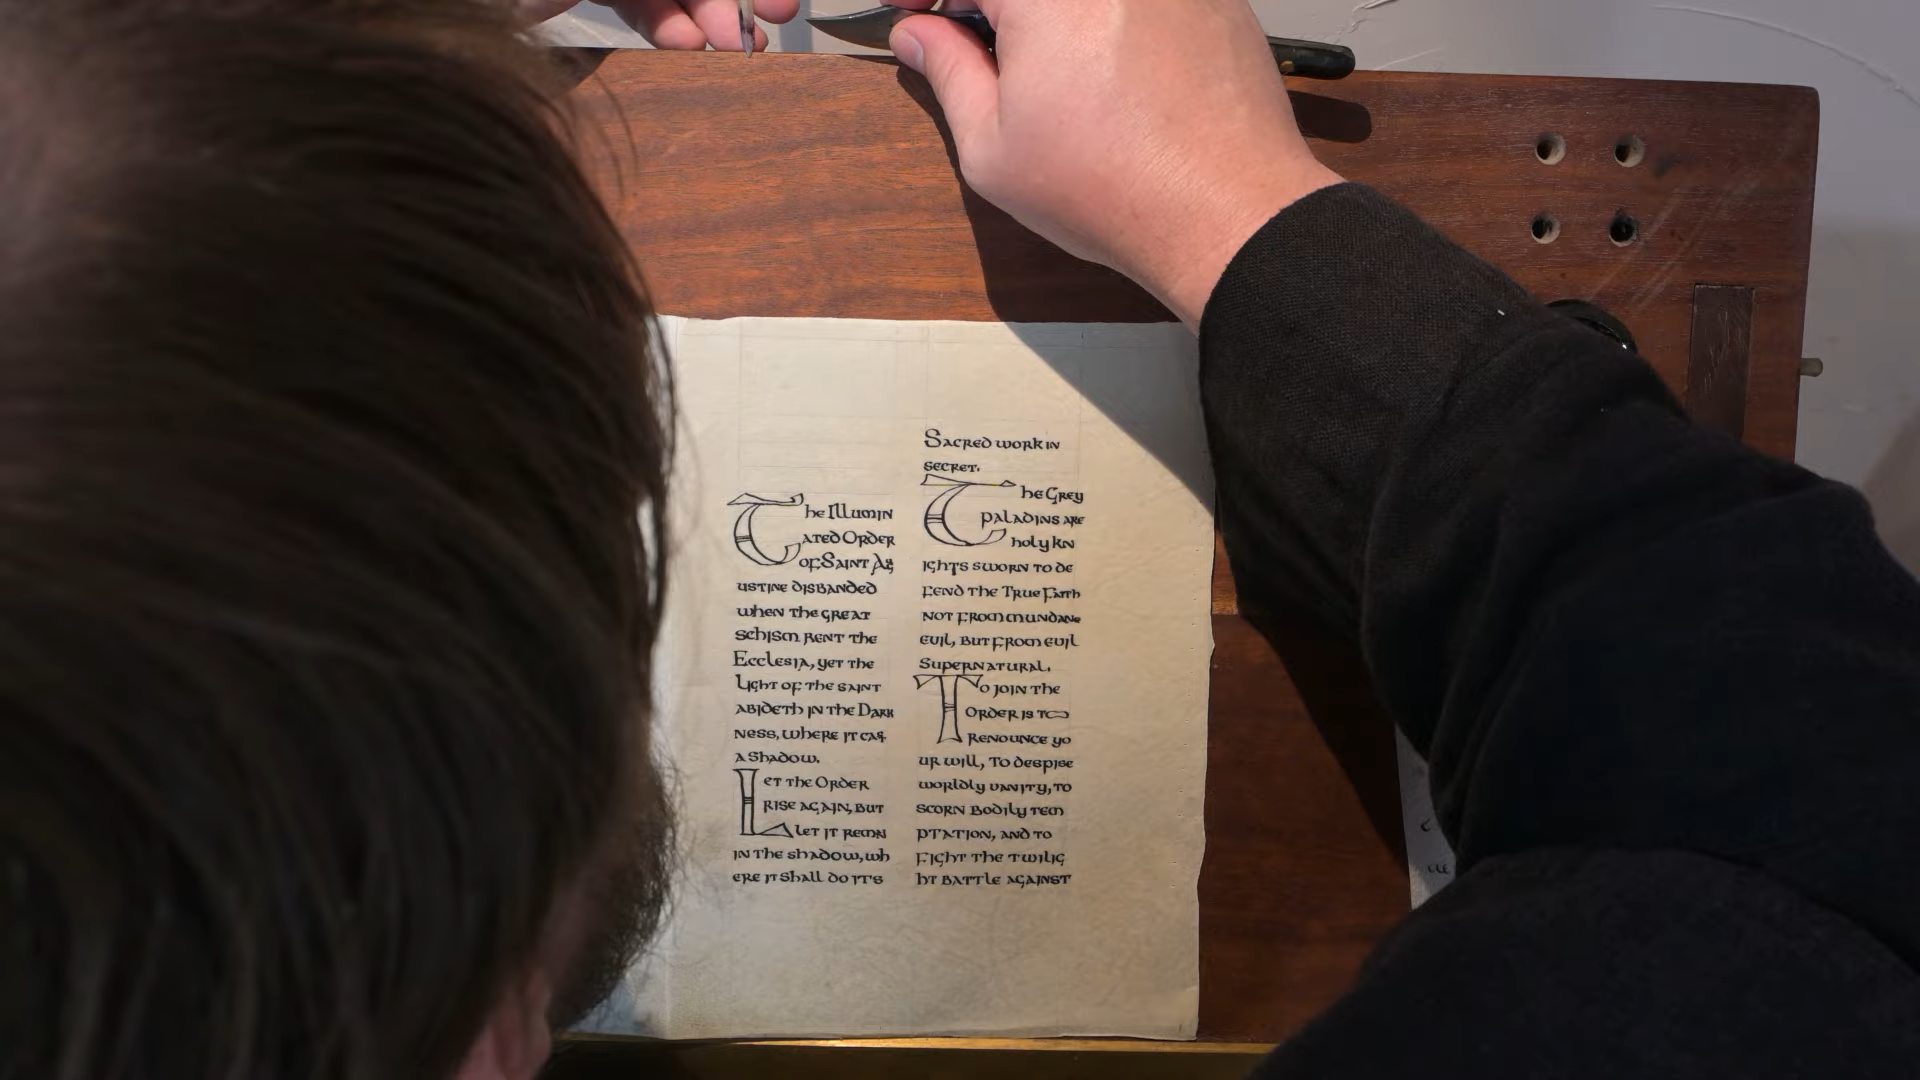 The Illumin
ated Order
of Saint Ag
ustine disbanded
when the great
schism rent the
Ecclesia, yet the
Light of the saint
abideth in the Dark
ness, where it cast
a Shadow.
Let the Order
rise again, but
let it remn
in the shadow, wh
ere it shall do it's
Sacred work in
secret.
The Grey
paladins are
holy kn
ights sworn to de
fend the True Faith
not from mundane
evil, but from evil
Supernatural.
To join the
Order is to
renounce yo
ur will, to despise
worldly vanity, to
scorn bodily tem
ptation, and to
fight the twilig
ht battle against